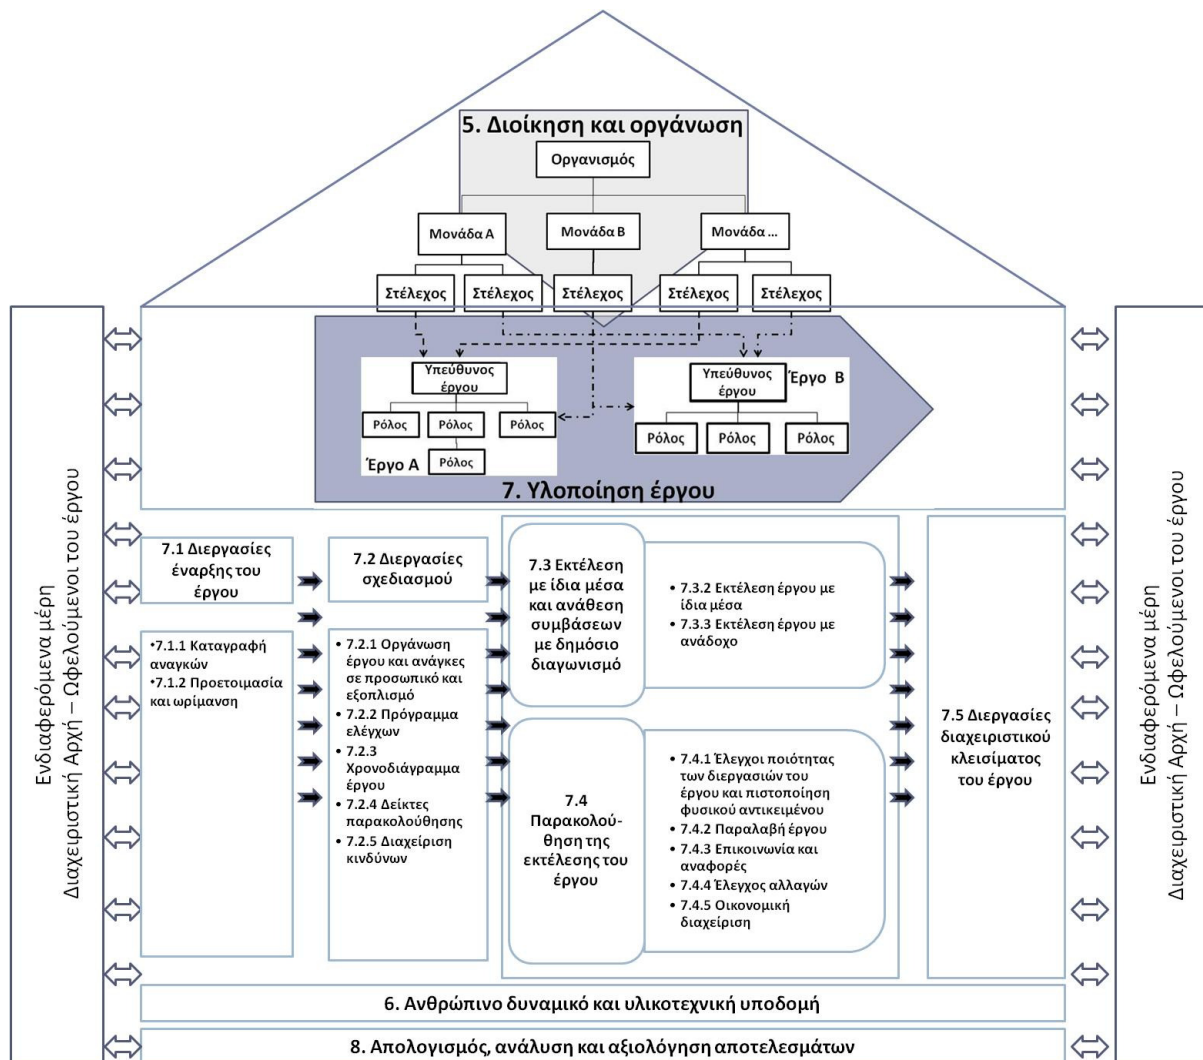 5. Διοίκηση και οργάνωση
Οργανισμός
Μονάδα Α
Μονάδα Β
Μονάδα ...
Στέλεχος
Στέλεχος
Στέλεχος
Στέλεχος
Στέλεχος
Υπεύθυνος
έργου
Ρόλος
Ρόλος
Ρόλος
Ρόλος
Έργο Α
Υπεύθυνος
έργου
Έργο Β
Ρόλος
Ρόλος
Ρόλος
7. Υλοποίηση έργου
Ενδιαφερόμενα μέρη
Διαχειριστική Αρχή – Ωφελούμενοι του έργου
7.1 Διεργασίες
έναρξης του
έργου
•7.1.1 Καταγραφή
αναγκών
•7.1.2 Προετοιμασία
και ωρίμανση
7.2 Διεργασίες
σχεδιασμού
• 7.2.1 Οργάνωση
έργου και ανάγκες
σε προσωπικό και
εξοπλισμό
• 7.2.2 Πρόγραμμα
ελέγχων
• 7.2.3
Χρονοδιάγραμμα
έργου
• 7.2.4 Δείκτες
παρακολούθησης
• 7.2.5 Διαχείριση
κινδύνων
7.3 Εκτέλεση
με ίδια μέσα
και ανάθεση
συμβάσεων
με δημόσιο
διαγωνισμό
• 7.3.2 Εκτέλεση έργου με
ίδια μέσα
• 7.3.3 Εκτέλεση έργου με
ανάδοχο
7.4
Παρακολού-
θηση της
εκτέλεσης του
έργου
• 7.4.1 Έλεγχοι ποιότητας
των διεργασιών του
έργου και πιστοποίηση
φυσικού αντικειμένου
• 7.4.2 Παραλαβή έργου
• 7.4.3 Επικοινωνία και
αναφορές
• 7.4.4 Έλεγχος αλλαγών
• 7.4.5 Οικονομική
διαχείριση
7.5 Διεργασίες
διαχειριστικού
κλεισίματος
του έργου
Ενδιαφερόμενα μέρη
Διαχειριστική Αρχή – Ωφελούμενοι του έργου
6. Ανθρώπινο δυναμικό και υλικοτεχνική υποδομή
8. Απολογισμός, ανάλυση και αξιολόγηση αποτελεσμάτων